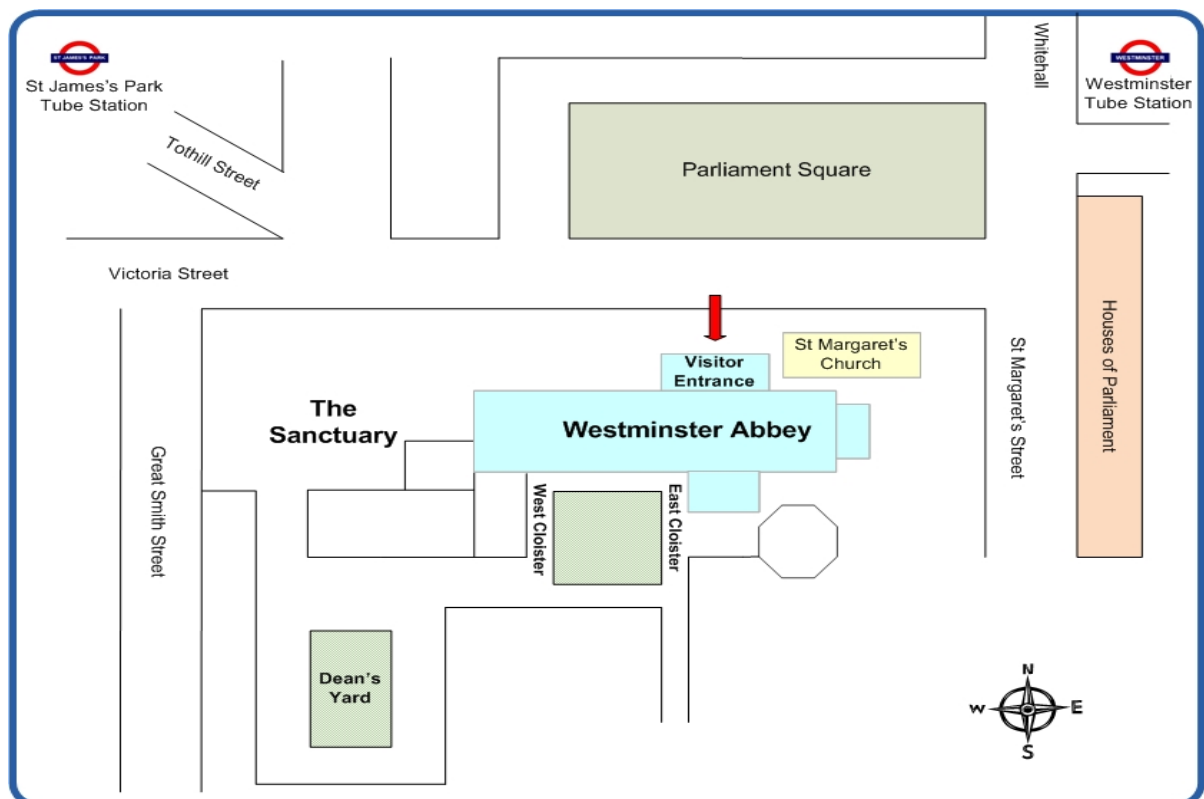 ST JAMES'S PARK
St James's Park
Tube Station
Tothill Street
Whitehall
WESTMINSTER
Westminster
Tube Station
Parliament Square
Victoria Street
St Margaret's
Church
Visitor
Entrance
The
Sanctuary
Westminster Abbey
Houses of Parliament
St Margaret's Street
Great Smith Street
West Cloister
East Cloister
Dean's
Yard
N
W
E
S